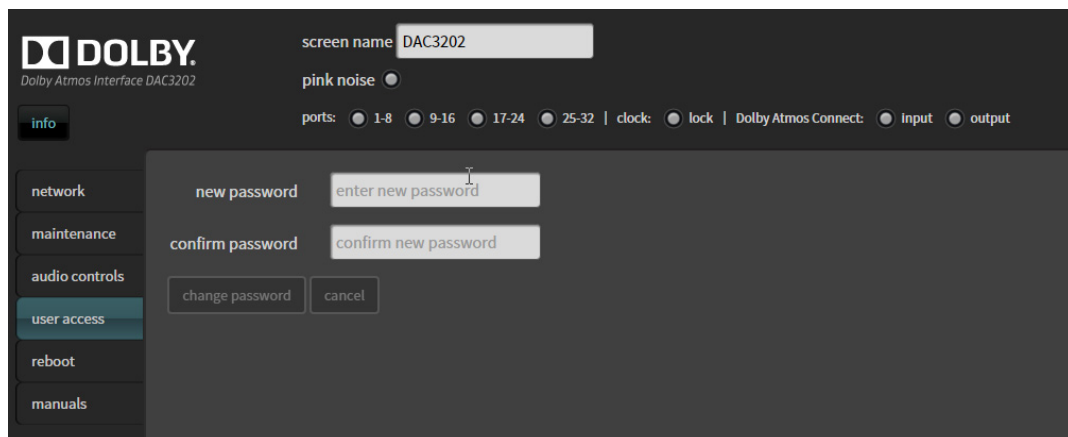 DOLBY.
Dolby Atmos Interface DAC3202
info
screen name DAC3202
pink noise
ports: 1-8 9-16 17-24 25-32 | clock: lock | Dolby Atmos Connect: input output
network
maintenance
audio controls
user access
reboot
manuals
new password enter new password
confirm password confirm new password
change password cancel